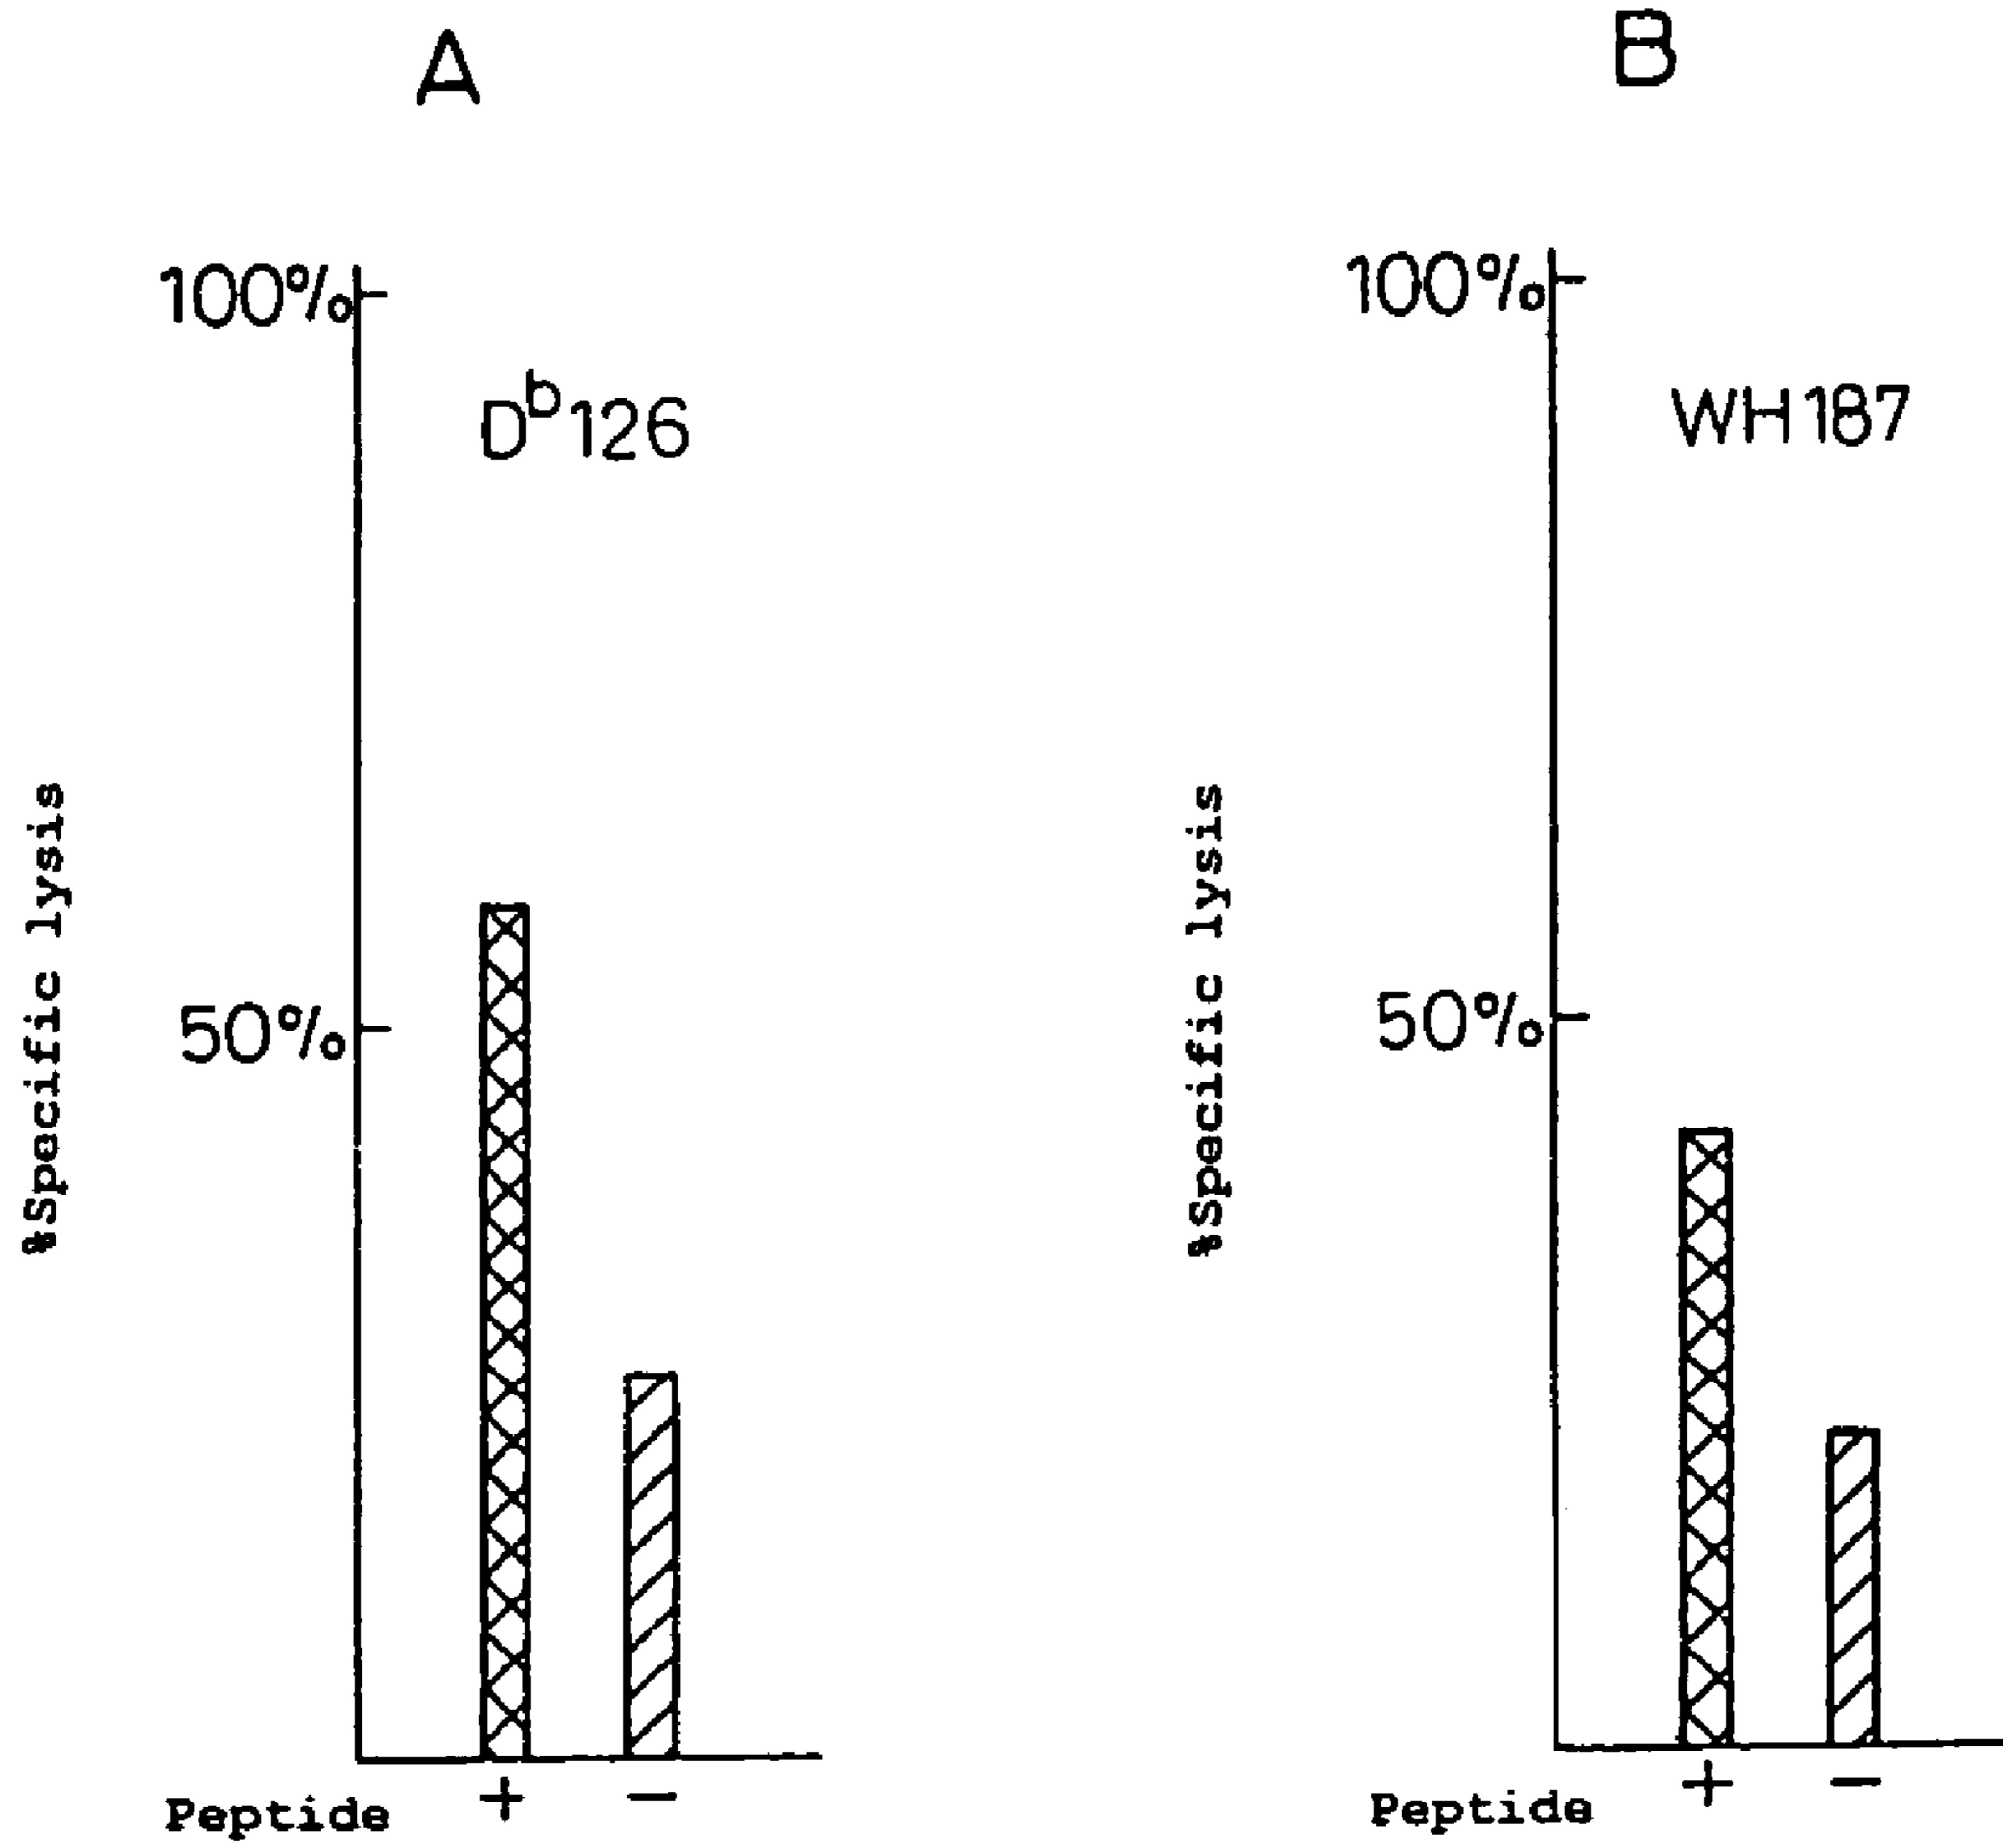 A
100%
D^b126
50%
%Specific lysis
Peptide + −
B
100%
WH187
50%
%Specific lysis
Peptide + −